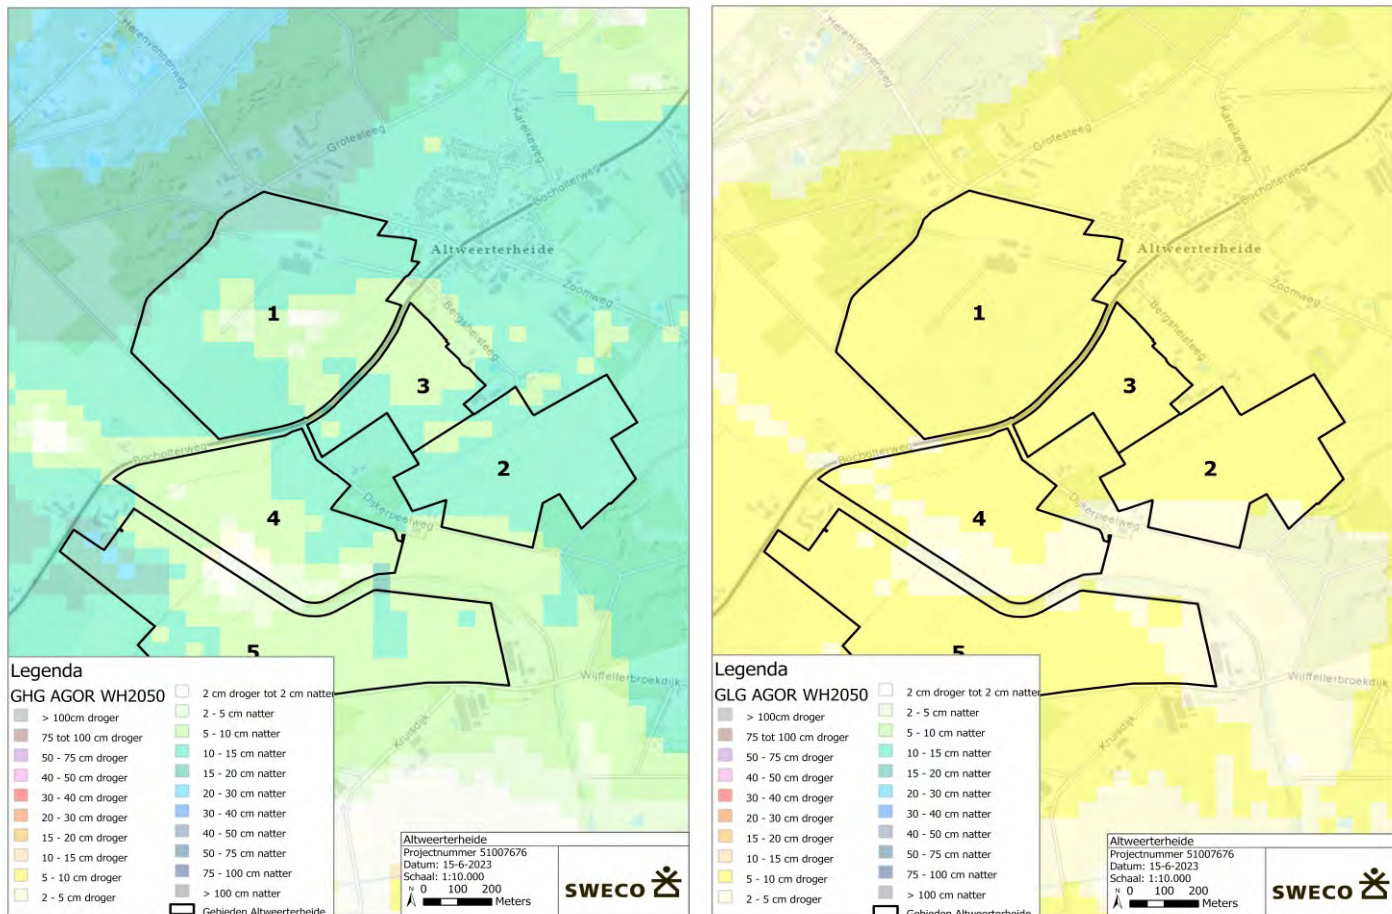 Herenvennerweg
Grotesteeg
Karelkeweg
Bocholterweg
Altweerterheide
Zoomweg
Bergsheisteeg
1
3
2
Bocholterweg
4
Dijkerpeelweg
5
Wijffelterbroekdijk
Kruisdijk
Legenda
GHG AGOR WH2050
> 100cm droger
75 tot 100 cm droger
50 - 75 cm droger
40 - 50 cm droger
30 - 40 cm droger
20 - 30 cm droger
15 - 20 cm droger
10 - 15 cm droger
5 - 10 cm droger
2 - 5 cm droger
2 cm droger tot 2 cm natter
2 - 5 cm natter
5 - 10 cm natter
10 - 15 cm natter
15 - 20 cm natter
20 - 30 cm natter
30 - 40 cm natter
40 - 50 cm natter
50 - 75 cm natter
75 - 100 cm natter
> 100 cm natter
Gebieden Altweerterheide
Altweerterheide
Projectnummer 51007676
Datum: 15-6-2023
Schaal: 1:10.000
N 0 100 200
Meters
SWECO
Herenvennerweg
Grotesteeg
Karelkeweg
Bocholterweg
Altweerterheide
Zoomweg
Bergsheisteeg
1
3
2
Bocholterweg
4
Dijkerpeelweg
5
Wijffelterbroekdijk
Kruisdijk
Legenda
GLG AGOR WH2050
> 100cm droger
75 tot 100 cm droger
50 - 75 cm droger
40 - 50 cm droger
30 - 40 cm droger
20 - 30 cm droger
15 - 20 cm droger
10 - 15 cm droger
5 - 10 cm droger
2 - 5 cm droger
2 cm droger tot 2 cm natter
2 - 5 cm natter
5 - 10 cm natter
10 - 15 cm natter
15 - 20 cm natter
20 - 30 cm natter
30 - 40 cm natter
40 - 50 cm natter
50 - 75 cm natter
75 - 100 cm natter
> 100 cm natter
Gebieden Altweerterheide
Altweerterheide
Projectnummer 51007676
Datum: 15-6-2023
Schaal: 1:10.000
N 0 100 200
Meters
SWECO